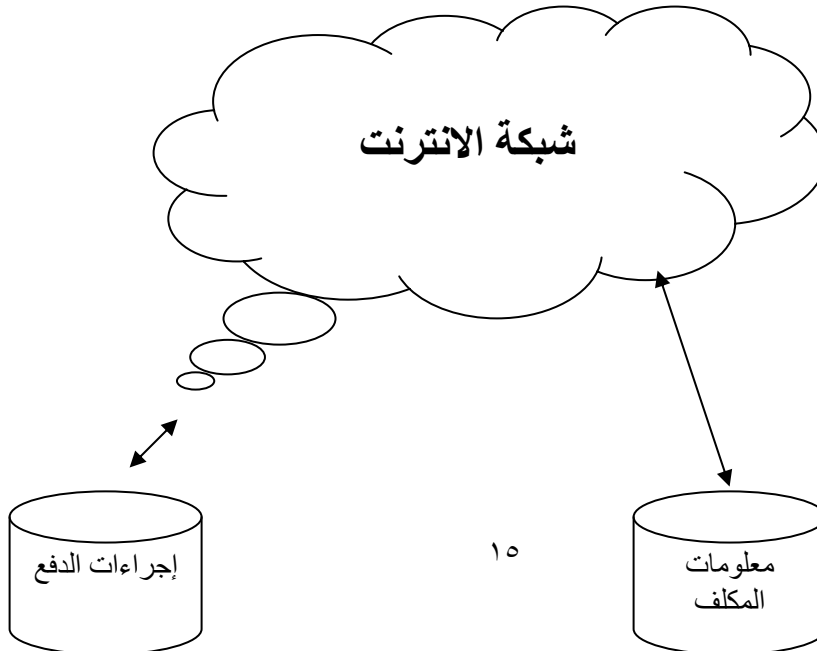 شبكة الانترنت
معلومات
المكلف
١٥
إجراءات الدفع